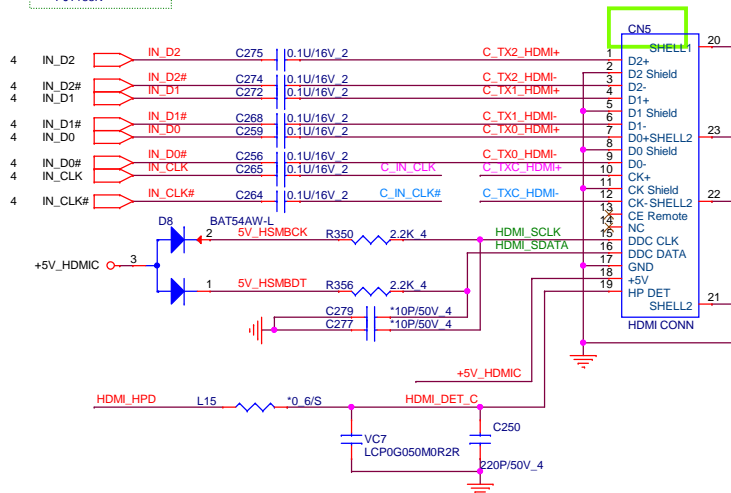 CN5
SHELL1 20
4 IN_D2 IN_D2 C275 0.1U/16V_2 C_TX2_HDMI+ 1 D2+
2 D2 Shield
4 IN_D2# IN_D2# C274 0.1U/16V_2 C_TX2_HDMI- 3 D2-
4 IN_D1 IN_D1 C272 0.1U/16V_2 C_TX1_HDMI+ 4 D1+
5 D1 Shield
4 IN_D1# IN_D1# C268 0.1U/16V_2 C_TX1_HDMI- 6 D1-
4 IN_D0 IN_D0 C259 0.1U/16V_2 C_TX0_HDMI+ 7 D0+ SHELL2 23
8 D0 Shield
4 IN_D0# IN_D0# C256 0.1U/16V_2 C_TX0_HDMI- 9 D0-
4 IN_CLK IN_CLK C265 0.1U/16V_2 C_IN_CLK C_TXC_HDMI+ 10 CK+
11 CK Shield
4 IN_CLK# IN_CLK# C264 0.1U/16V_2 C_IN_CLK# C_TXC_HDMI- 12 CK- SHELL2 22
13 CE Remote
14 NC
D8 BAT54AW-L
2 5V_HSMBCK R350 2.2K_4 HDMI_SCLK 15 DDC CLK
HDMI_SDATA 16 DDC DATA
+5V_HDMIC 3
17 GND
18 +5V
1 5V_HSMBDT R356 2.2K_4 19 HP DET
SHELL2 21
C279 *10P/50V_4
C277 *10P/50V_4
HDMI CONN
+5V_HDMIC
HDMI_HPD L15 *0_6/S HDMI_DET_C
C250
VC7
LCP0G050M0R2R
220P/50V_4